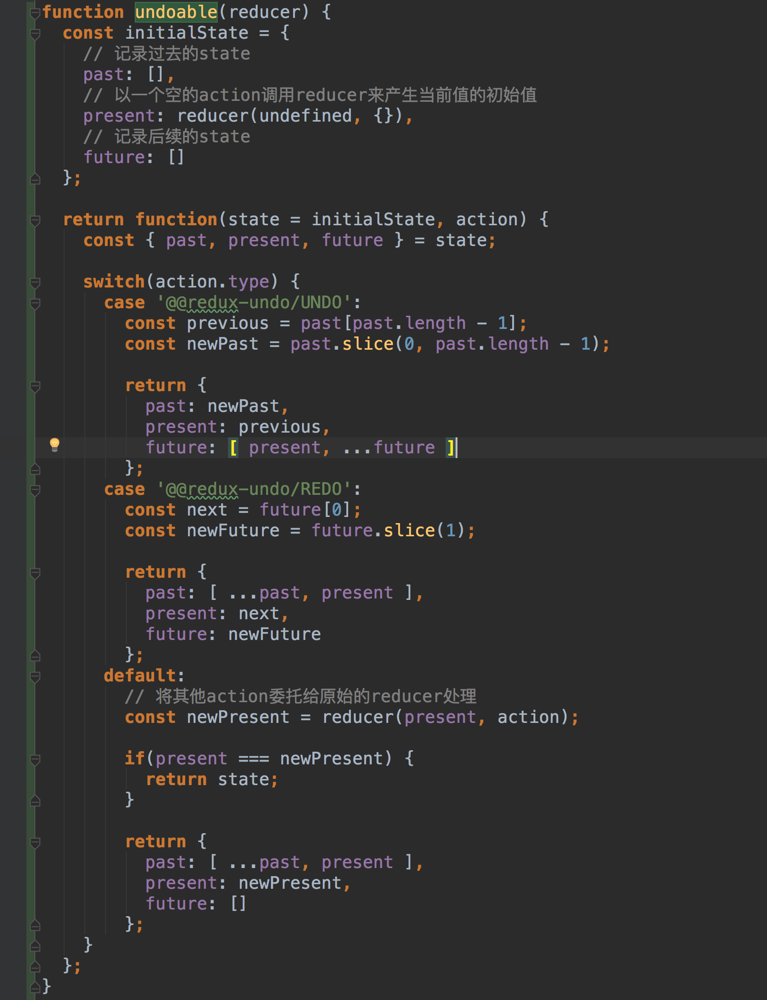 function undoable(reducer) {
  const initialState = {
    // 记录过去的state
    past: [],
    // 以一个空的action调用reducer来产生当前值的初始值
    present: reducer(undefined, {}),
    // 记录后续的state
    future: []
  };

  return function(state = initialState, action) {
    const { past, present, future } = state;

    switch(action.type) {
      case '@@redux-undo/UNDO':
        const previous = past[past.length - 1];
        const newPast = past.slice(0, past.length - 1);

        return {
          past: newPast,
          present: previous,
          future: [ present, ...future ]
        };
      case '@@redux-undo/REDO':
        const next = future[0];
        const newFuture = future.slice(1);

        return {
          past: [ ...past, present ],
          present: next,
          future: newFuture
        };
      default:
        // 将其他action委托给原始的reducer处理
        const newPresent = reducer(present, action);

        if(present === newPresent) {
          return state;
        }

        return {
          past: [ ...past, present ],
          present: newPresent,
          future: []
        };
    }
  };
}